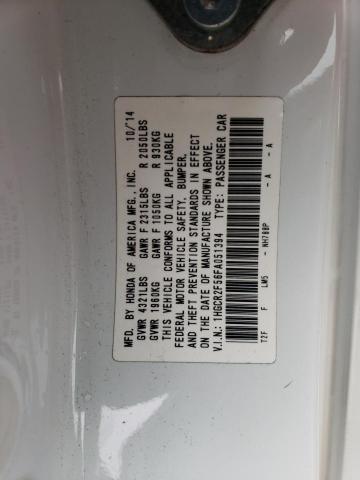 MFD. BY HONDA OF AMERICA MFG., INC. 10/'14
GVWR 4321LBS GAWR F 2315LBS R 2050LBS
GVWR 1960KG GAWR F 1050KG R 930KG
THIS VEHICLE CONFORMS TO ALL APPLICABLE
FEDERAL MOTOR VEHICLE SAFETY, BUMPER,
AND THEFT PREVENTION STANDARDS IN EFFECT
ON THE DATE OF MANUFACTURE SHOWN ABOVE.
V.I.N.: 1HGCR2F56FA051394 TYPE: PASSENGER CAR
T2F F LM5 - NH788P - A - A